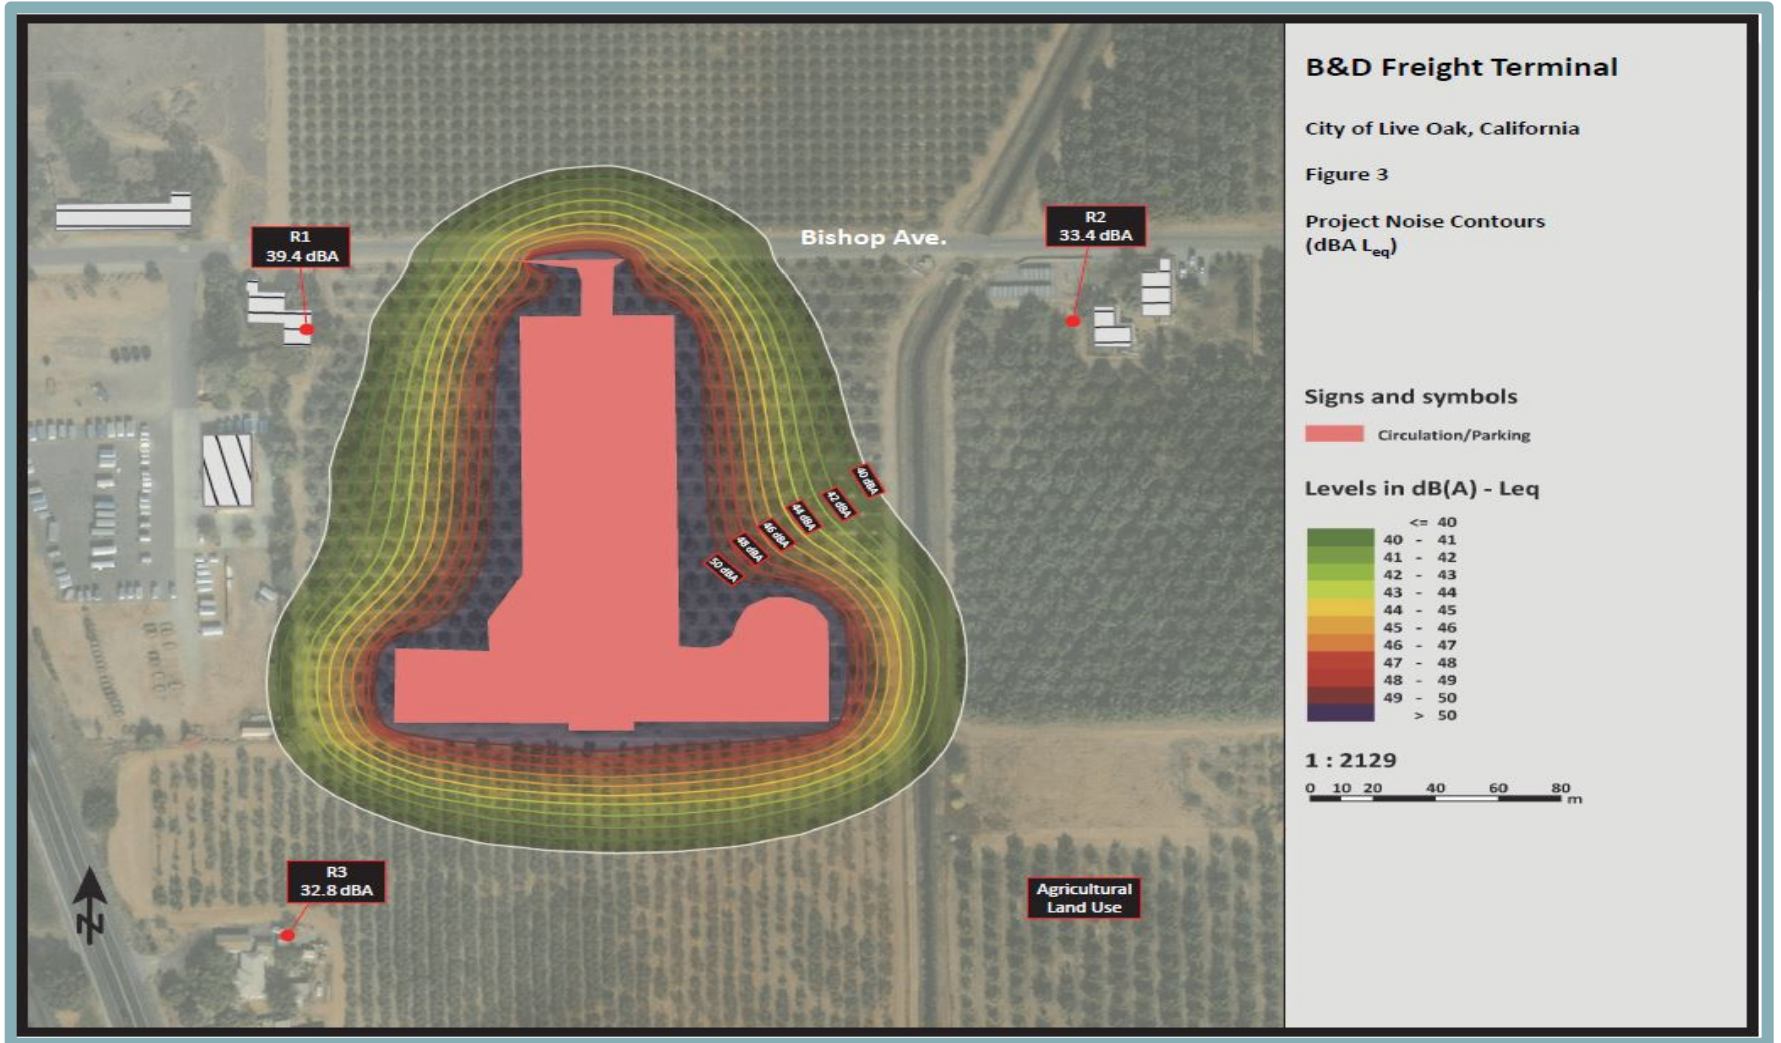 B&D Freight Terminal
City of Live Oak, California
Figure 3
Project Noise Contours
(dBA Leq)
Signs and symbols
Circulation/Parking
Levels in dB(A) - Leq
<= 40
40 - 41
41 - 42
42 - 43
43 - 44
44 - 45
45 - 46
46 - 47
47 - 48
48 - 49
49 - 50
> 50
1 : 2129
0 10 20 40 60 80
m
R1
39.4 dBA
Bishop Ave.
R2
33.4 dBA
40 dBA
42 dBA
44 dBA
46 dBA
48 dBA
50 dBA
R3
32.8 dBA
Agricultural
Land Use
N